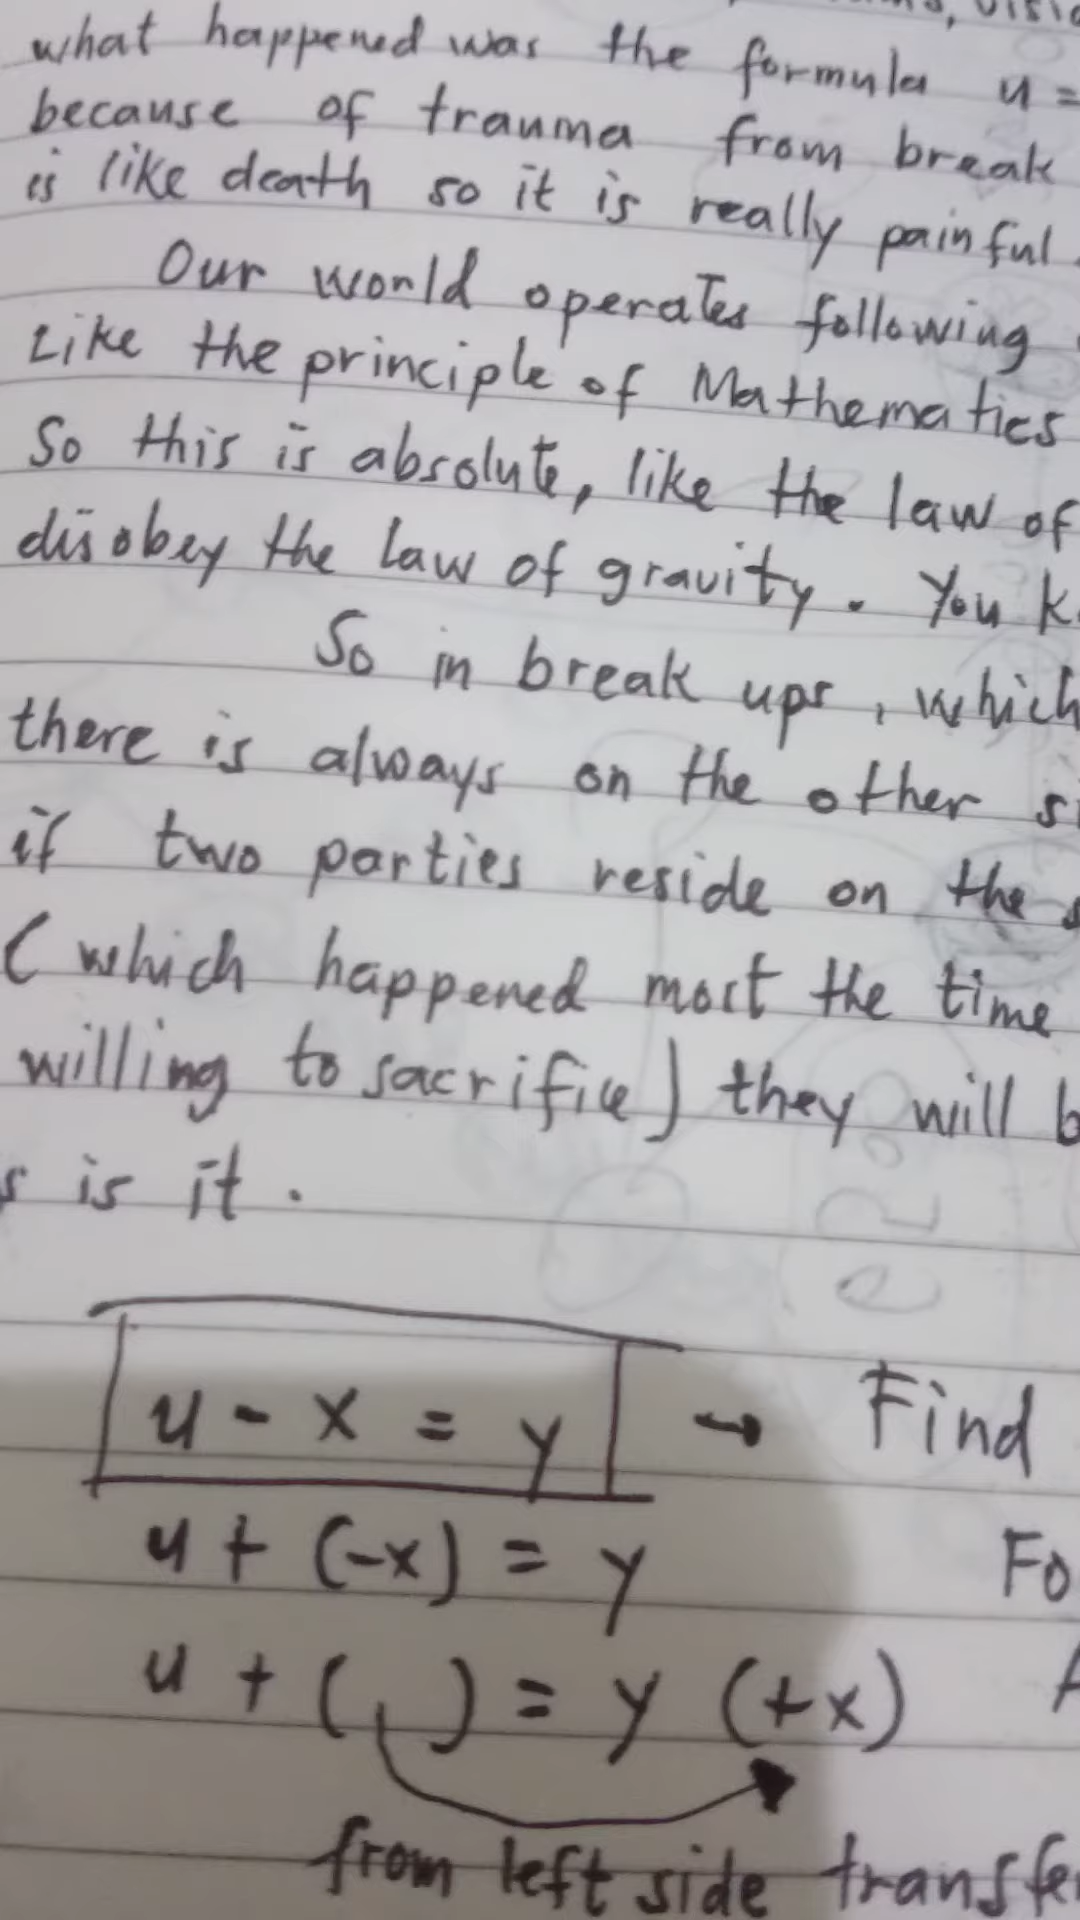 what happened was the formula u =
because of trauma from break
is like death so it is really painful.
Our world operates following
Like the principle of Mathematics
So this is absolute, like the law of
disobey the law of gravity. You k
So in break ups, which
there is always on the other s
if two parties reside on the s
( which happened most the time
willing to sacrifice) they will b
s is it.
u - x = y → Find
u + (-x) = y Fo
u + ( ) = y (+x) A
from left side transfe